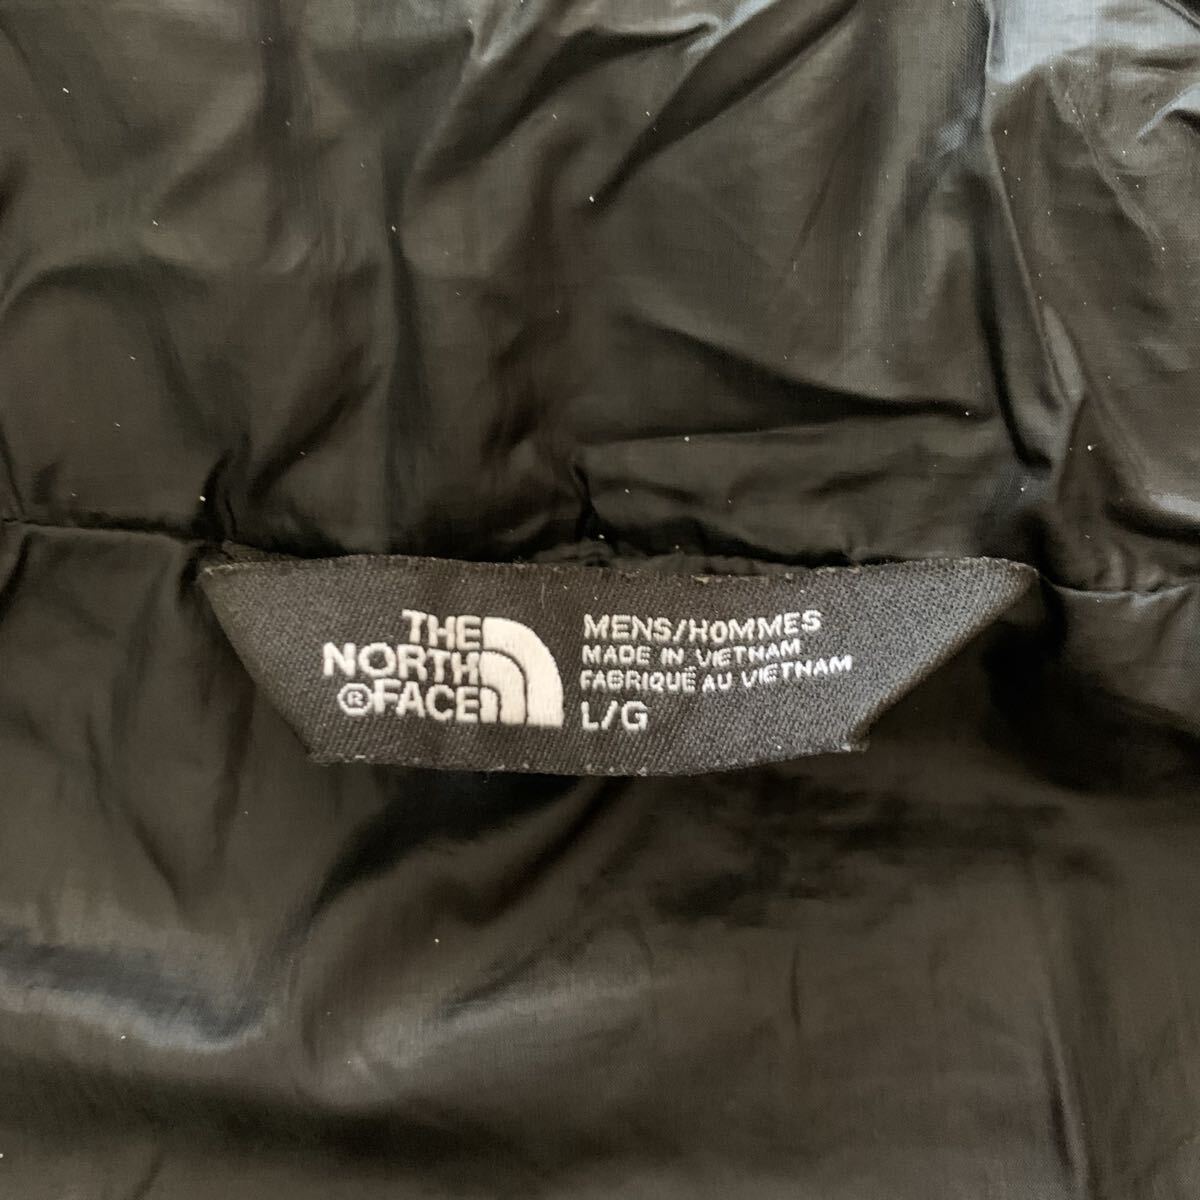 THE
NORTH
®FACE
MENS/HOMMES
MADE IN VIETNAM
FABRIQUÉ AU VIETNAM
L/G